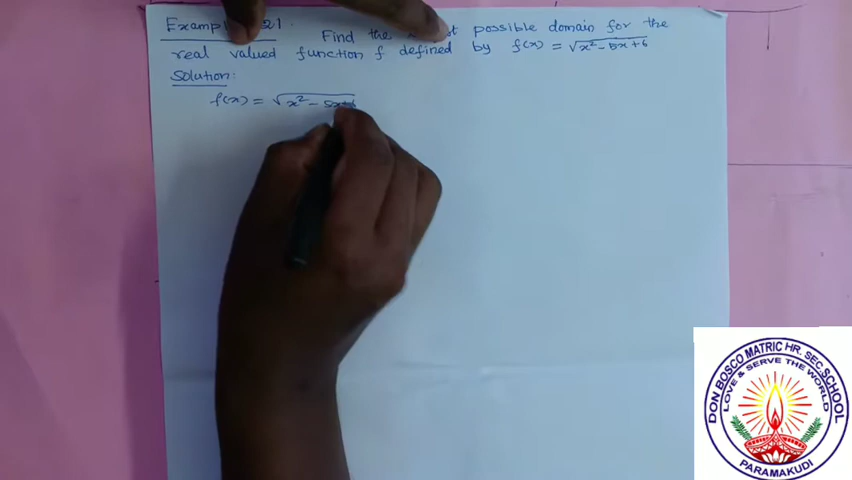 Find the possible domain for the
real valued function f defined by f(x) = √x² - 5x + 6
Solution:
f(x) = √x² - 5x+6
DON BOSCO MATRIC HR. SEC. SCHOOL
LOVE & SERVE THE WORLD
PARAMAKUDI